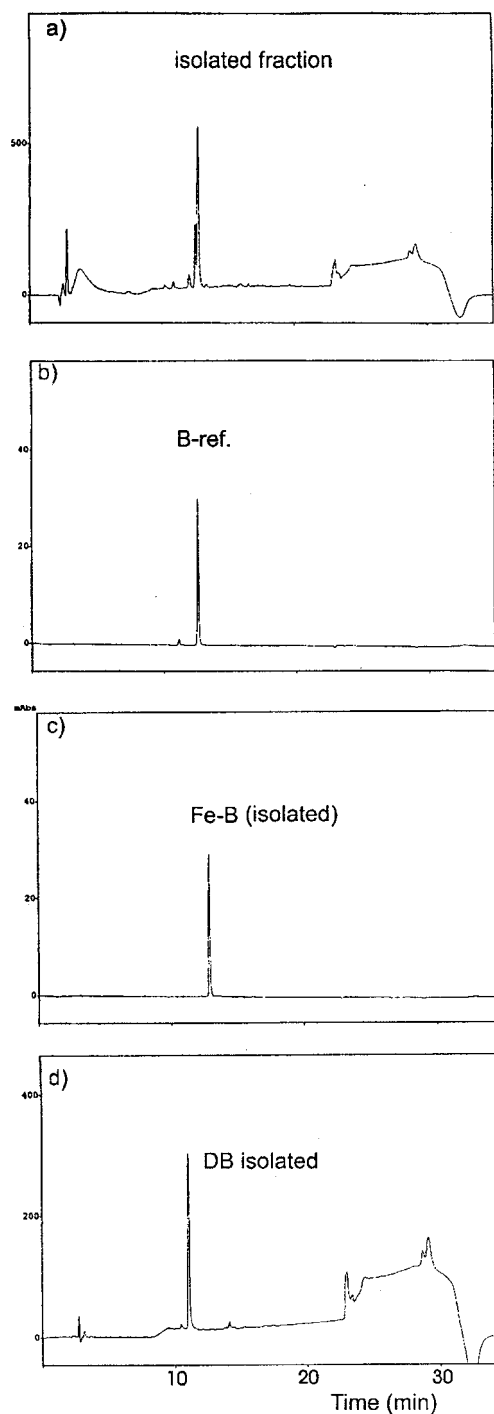 a)
isolated fraction
500
0
b)
B-ref.
40
20
0
mAbs
c)
Fe-B (isolated)
40
20
0
d)
DB isolated
400
200
0
10 20 30
Time (min)